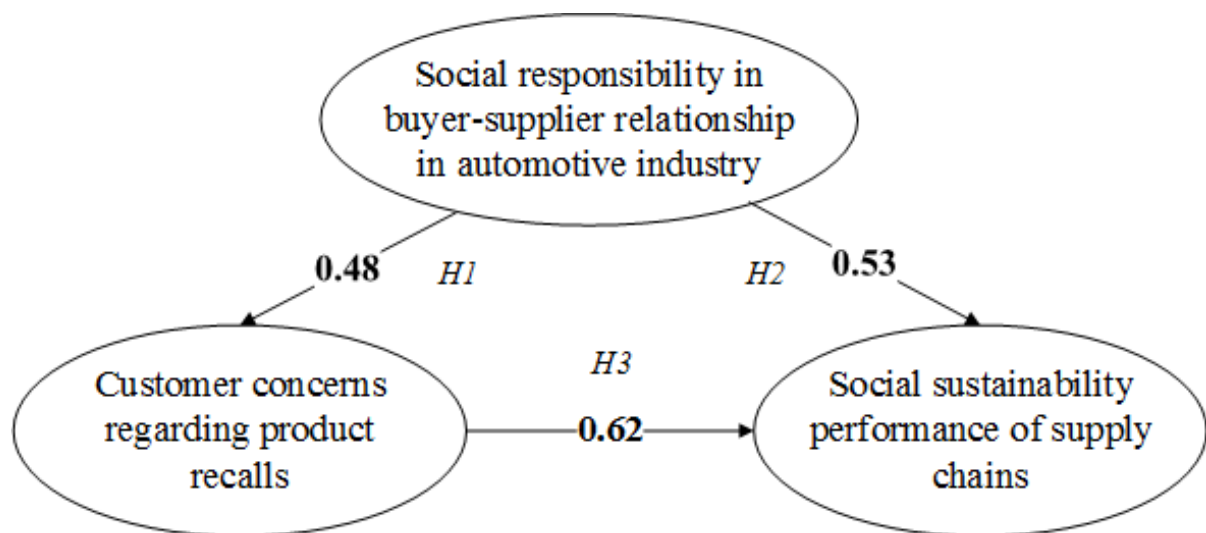 Social responsibility in
buyer-supplier relationship
in automotive industry
0.48
H1
H2
0.53
H3
Customer concerns
regarding product
recalls
0.62
Social sustainability
performance of supply
chains